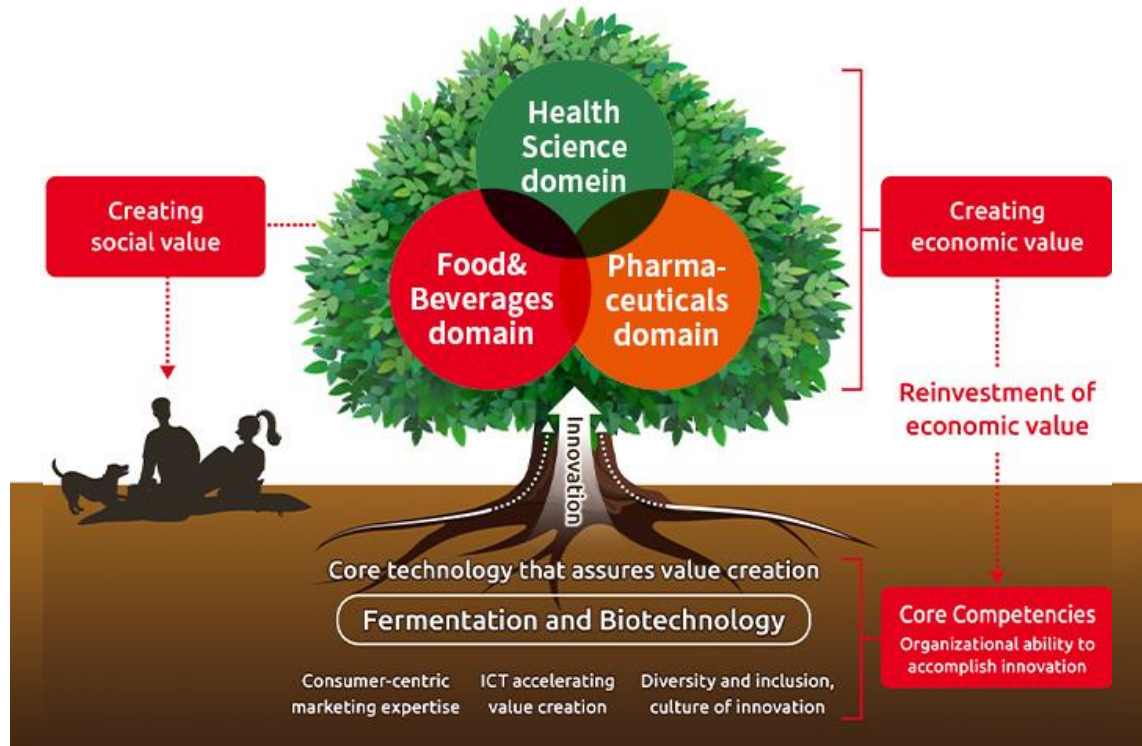 Health
Science
domein
Food&
Beverages
domain
Pharma-
ceuticals
domain
Creating
social value
Creating
economic value
Reinvestment of
economic value
Innovation
Core technology that assures value creation
Fermentation and Biotechnology
Consumer-centric
marketing expertise
ICT accelerating
value creation
Diversity and inclusion,
culture of innovation
Core Competencies
Organizational ability to
accomplish innovation